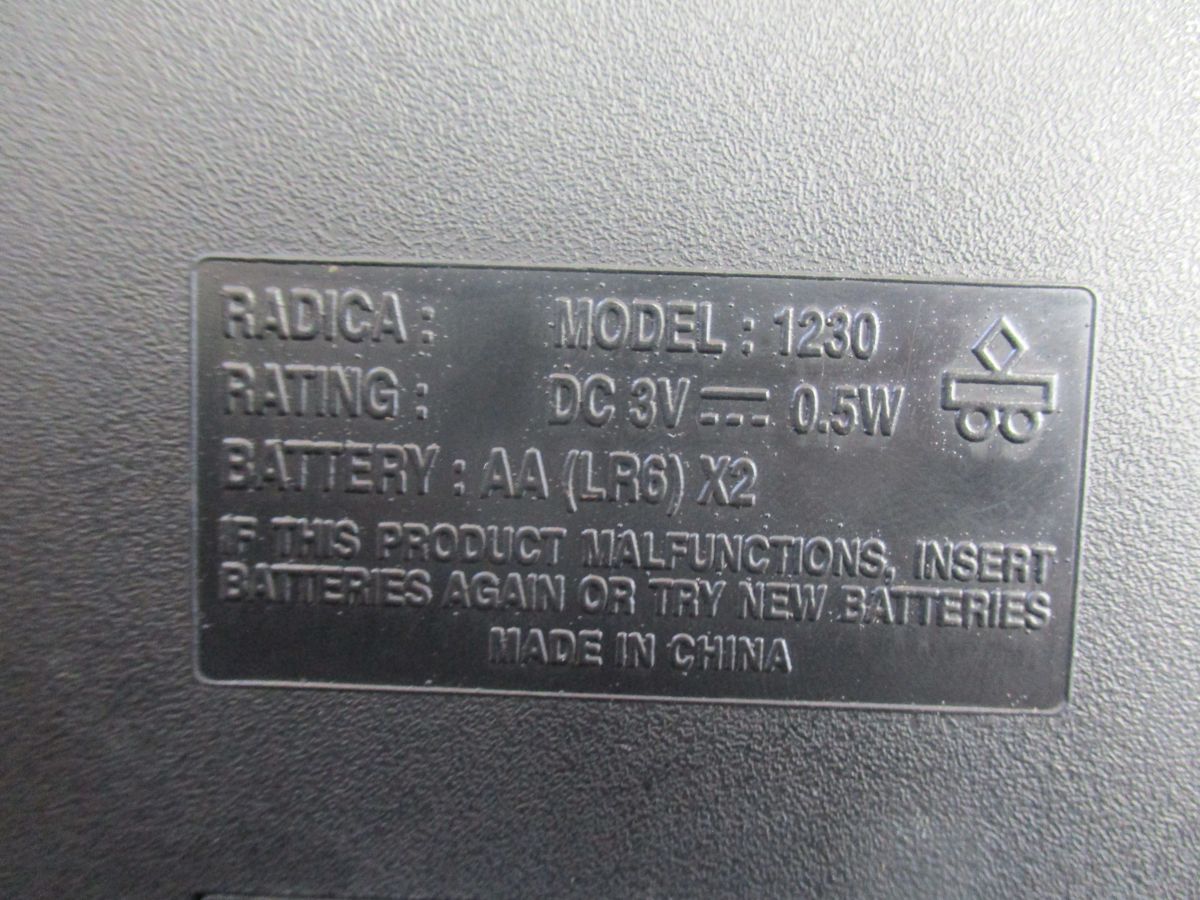 RADICA : MODEL : 1230
RATING : DC 3V ⎓ 0.5W
BATTERY : AA (LR6) X2
IF THIS PRODUCT MALFUNCTIONS, INSERT
BATTERIES AGAIN OR TRY NEW BATTERIES
MADE IN CHINA